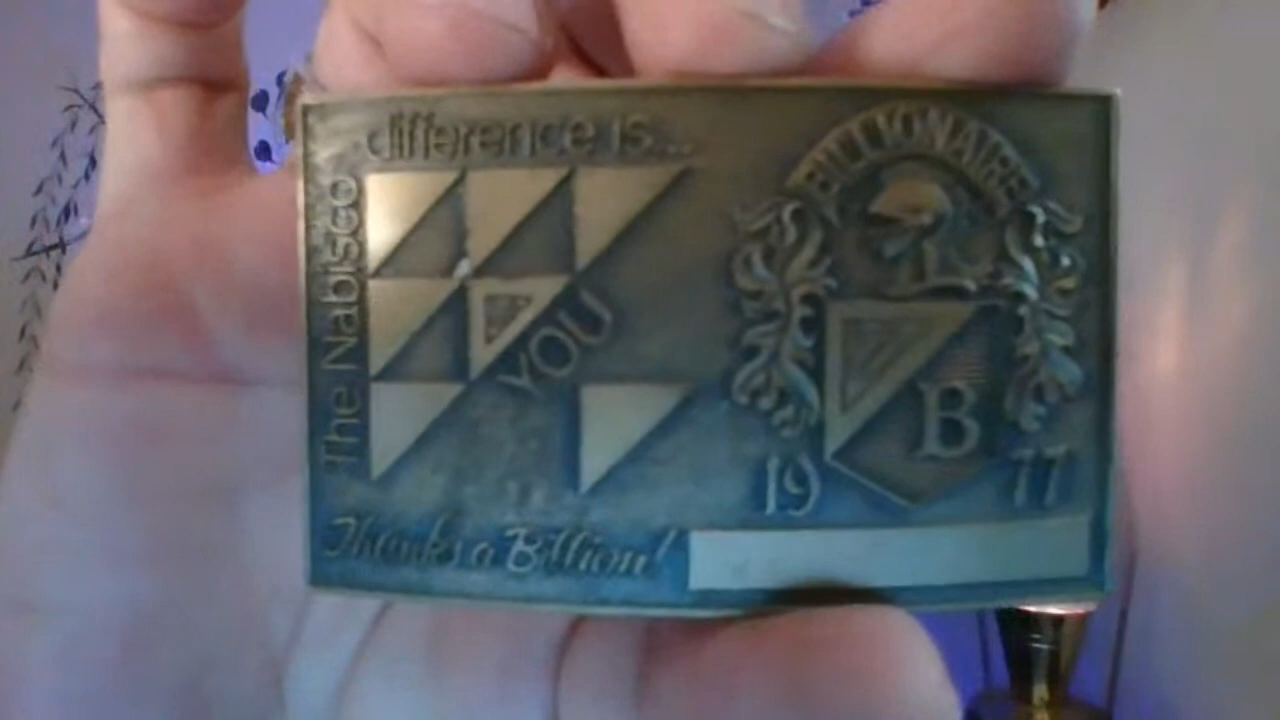 The Nabisco
difference is...
YOU
BILLIONAIRE
B
19 77
Thanks a Billion!